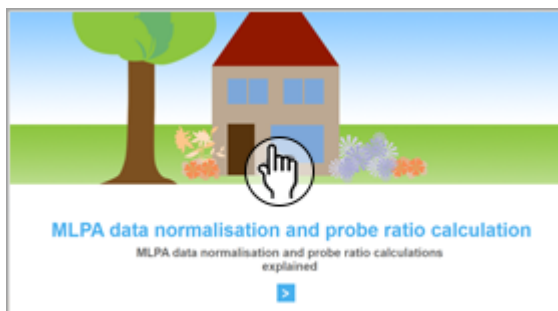 MLPA data normalisation and probe ratio calculation
MLPA data normalisation and probe ratio calculations
explained
>